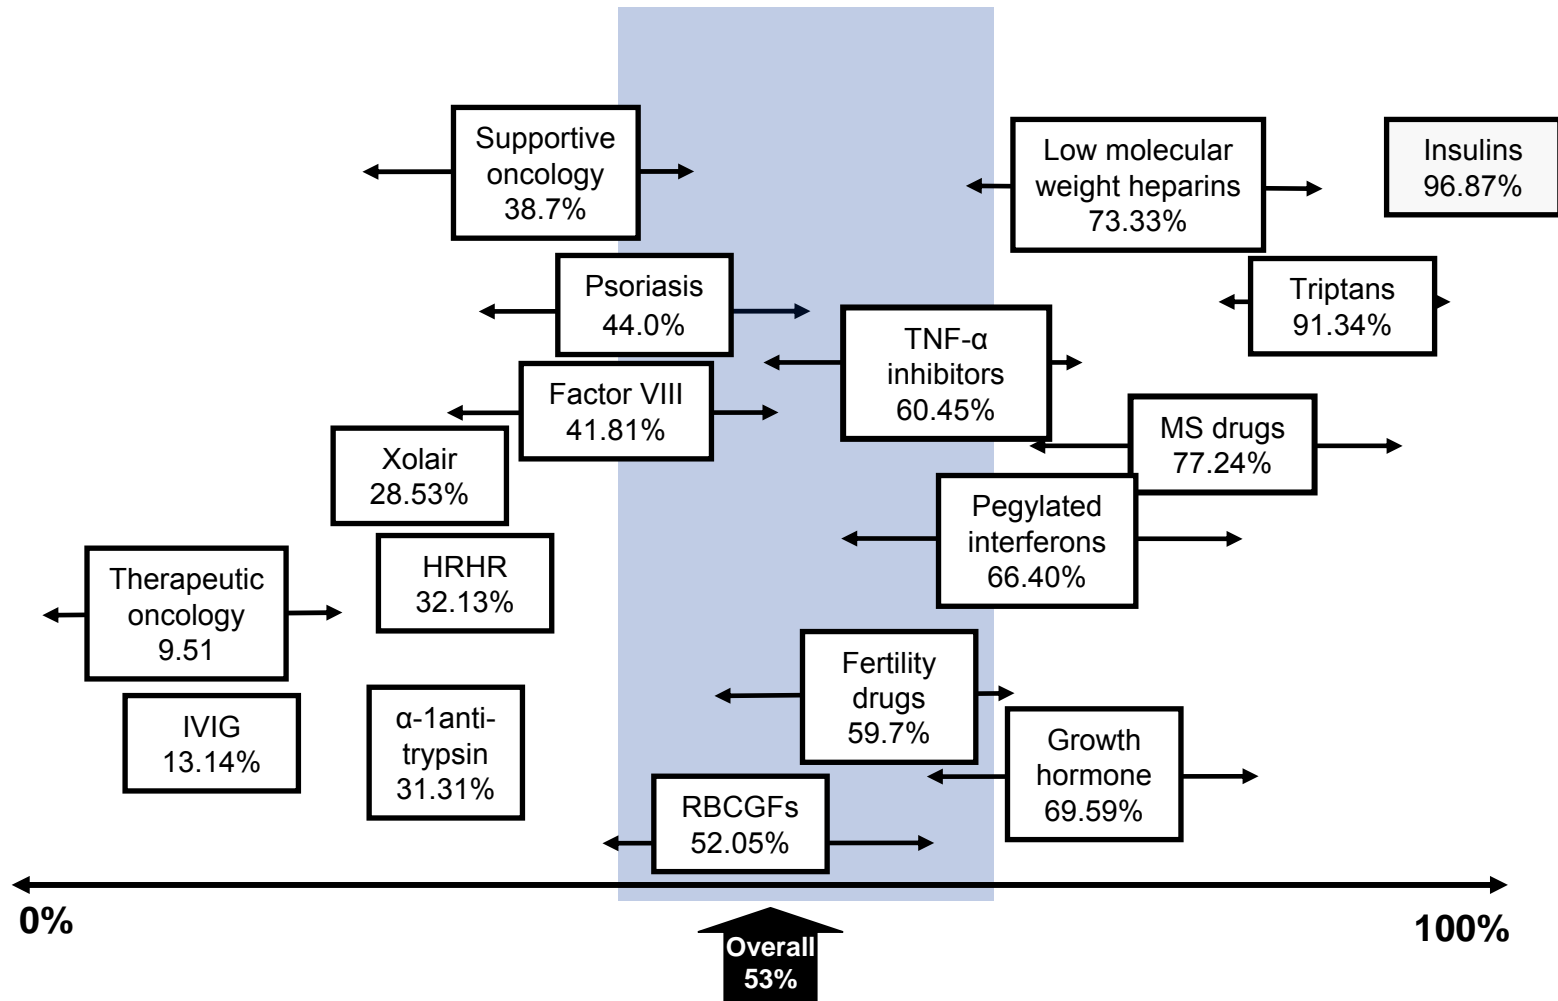 Supportive
oncology
38.7%
Low molecular
weight heparins
73.33%
Insulins
96.87%
Psoriasis
44.0%
Triptans
91.34%
TNF-α
inhibitors
60.45%
Factor VIII
41.81%
MS drugs
77.24%
Xolair
28.53%
Pegylated
interferons
66.40%
HRHR
32.13%
Therapeutic
oncology
9.51
Fertility
drugs
59.7%
IVIG
13.14%
α-1anti-
trypsin
31.31%
Growth
hormone
69.59%
RBCGFs
52.05%
0%
100%
Overall
53%